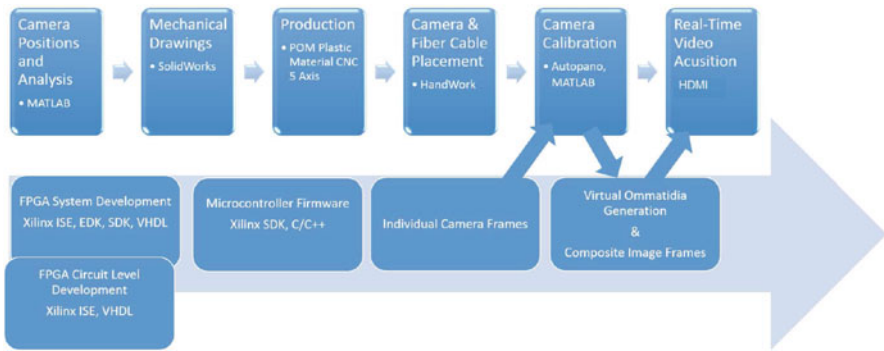 Camera
Positions
and
Analysis
• MATLAB
Mechanical
Drawings
• SolidWorks
Production
• POM Plastic
Material CNC
5 Axis
Camera &
Fiber Cable
Placement
• HandWork
Camera
Calibration
• Autopano,
MATLAB
Real-Time
Video
Acusition
HDMI
FPGA System Development
Xilinx ISE, EDK, SDK, VHDL
FPGA Circuit Level
Development
Xilinx ISE, VHDL
Microcontroller Firmware
Xilinx SDK, C/C++
Individual Camera Frames
Virtual Ommatidia
Generation
&
Composite Image Frames